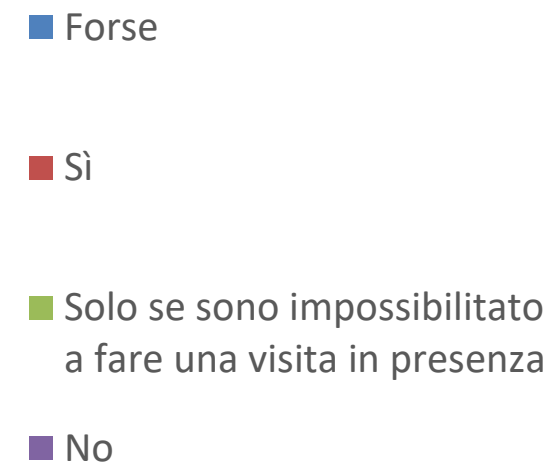 Forse
Sì
Solo se sono impossibilitato
a fare una visita in presenza
No